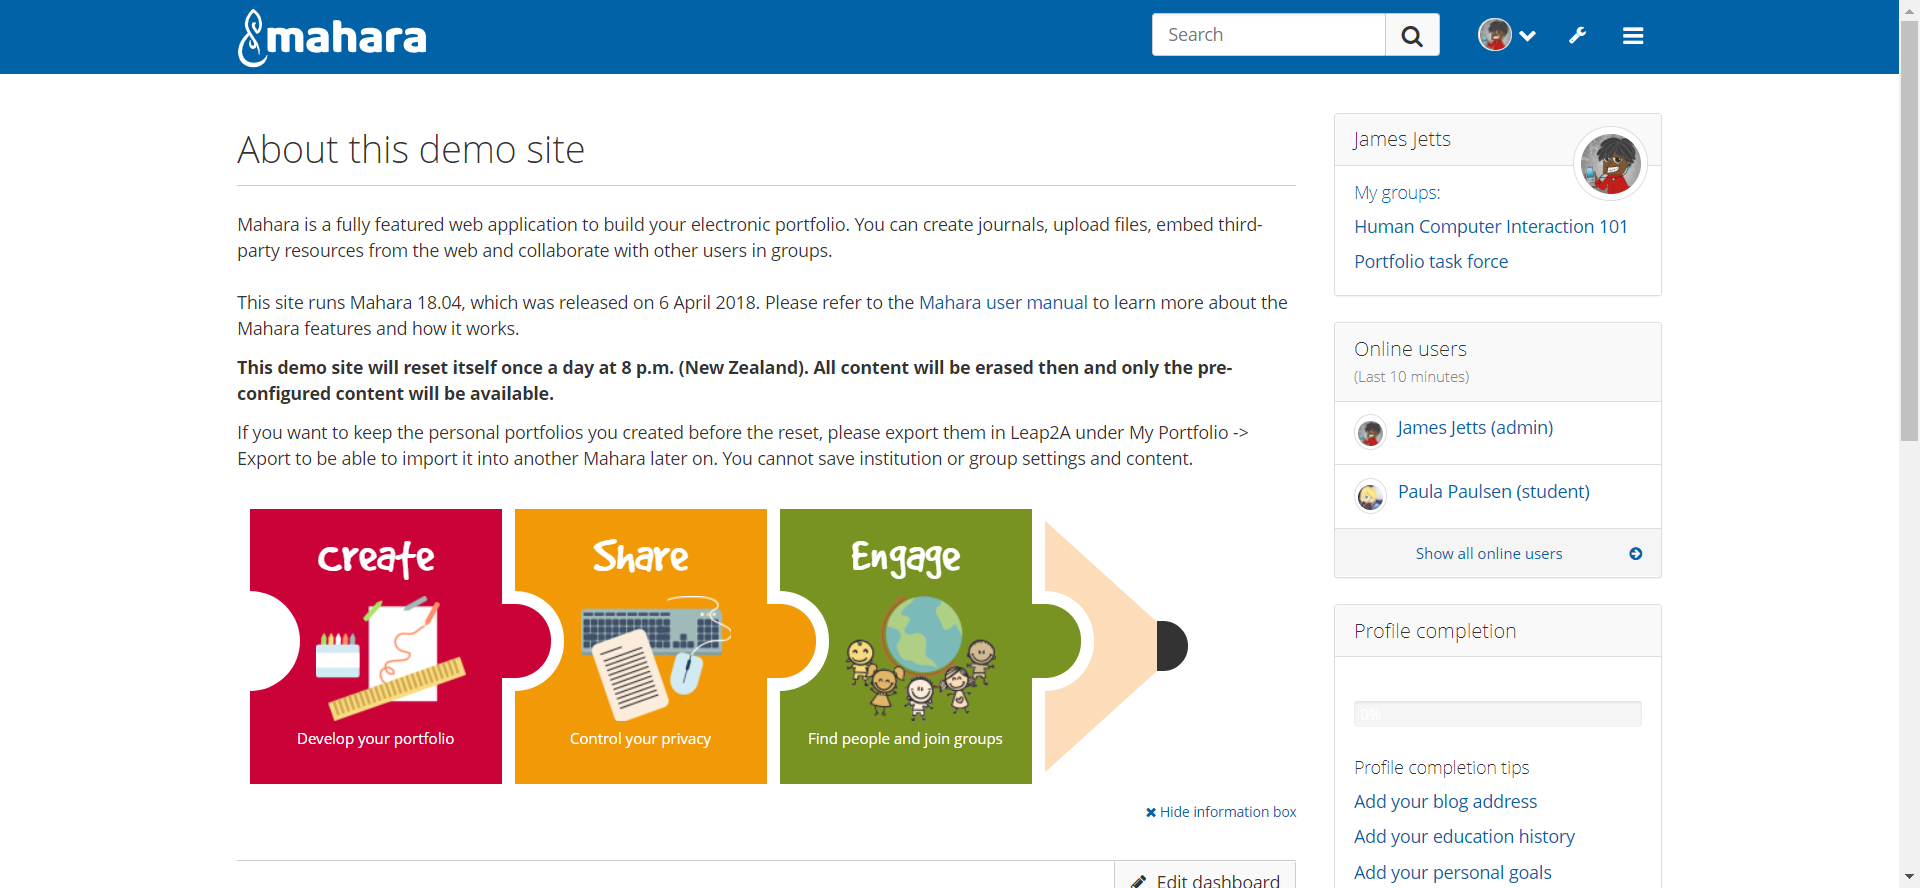 mahara
Search
About this demo site
Mahara is a fully featured web application to build your electronic portfolio. You can create journals, upload files, embed third-
party resources from the web and collaborate with other users in groups.
This site runs Mahara 18.04, which was released on 6 April 2018. Please refer to the Mahara user manual to learn more about the
Mahara features and how it works.
This demo site will reset itself once a day at 8 p.m. (New Zealand). All content will be erased then and only the pre-
configured content will be available.
If you want to keep the personal portfolios you created before the reset, please export them in Leap2A under My Portfolio ->
Export to be able to import it into another Mahara later on. You cannot save institution or group settings and content.
Create
Develop your portfolio
Share
Control your privacy
Engage
Find people and join groups
Hide information box
Edit dashboard
James Jetts
My groups:
Human Computer Interaction 101
Portfolio task force
Online users
(Last 10 minutes)
James Jetts (admin)
Paula Paulsen (student)
Show all online users
Profile completion
0%
Profile completion tips
Add your blog address
Add your education history
Add your personal goals